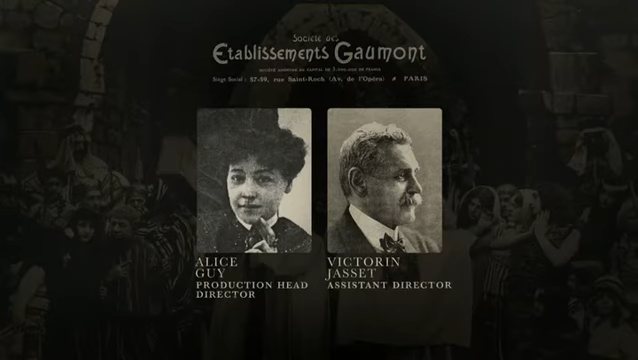 Société des
Etablissements Gaumont
Siège Social : 57-59, rue Saint-Roch (Av. de l'Opéra) PARIS
ALICE
GUY
PRODUCTION HEAD
DIRECTOR
VICTORIN
JASSET
ASSISTANT DIRECTOR